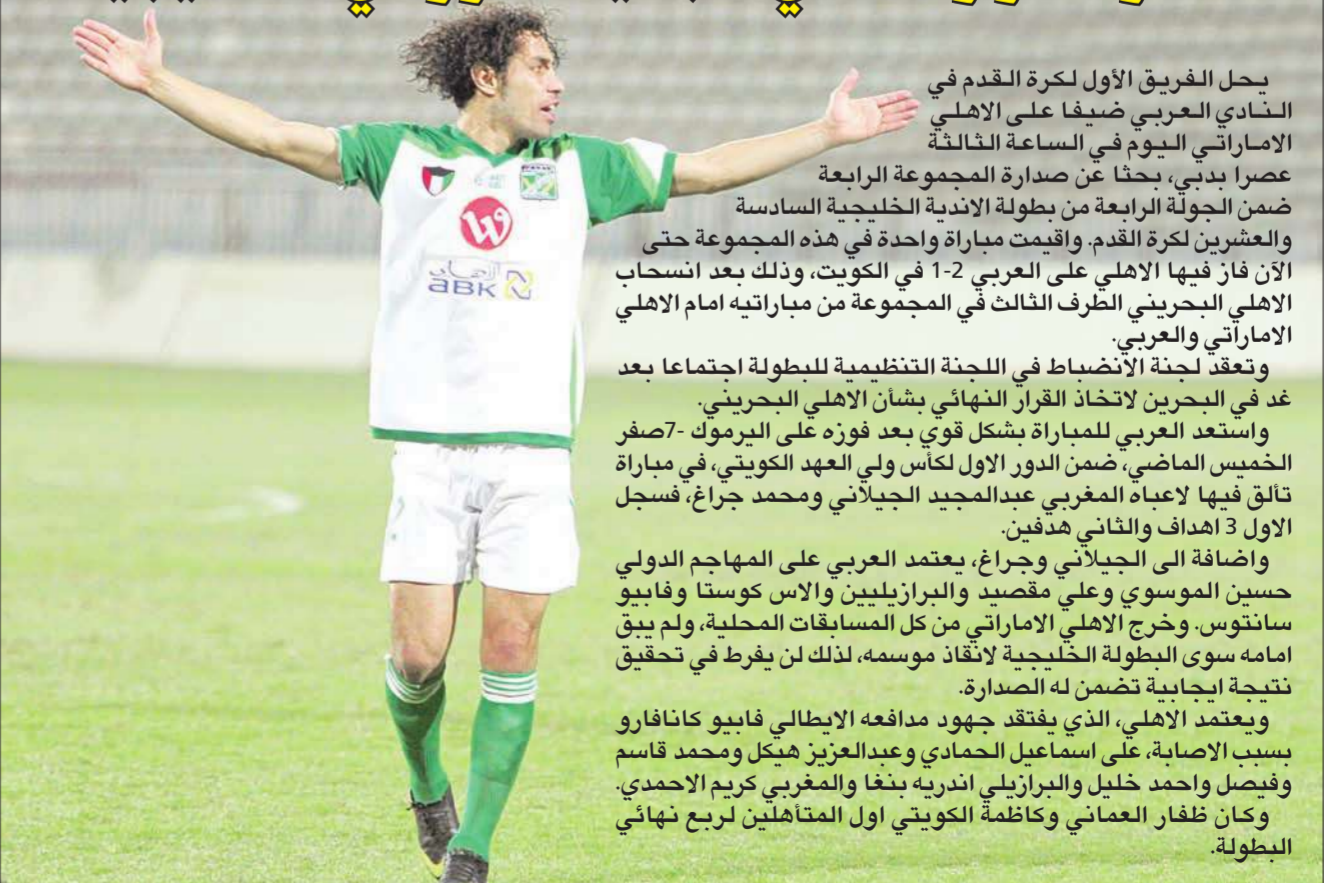 يحل الفريق الأول لكرة القدم في
النادي العربي ضيفا على الاهلي
الاماراتي اليوم في الساعة الثالثة
عصرا بدبي، بحثا عن صدارة المجموعة الرابعة
ضمن الجولة الرابعة من بطولة الاندية الخليجية السادسة
والعشرين لكرة القدم. واقيمت مباراة واحدة في هذه المجموعة حتى
الآن فاز فيها الاهلي على العربي 2-1 في الكويت، وذلك بعد انسحاب
الاهلي البحريني الطرف الثالث في المجموعة من مباراتيه امام الاهلي
الاماراتي والعربي.
وتعقد لجنة الانضباط في اللجنة التنظيمية للبطولة اجتماعا بعد
غد في البحرين لاتخاذ القرار النهائي بشأن الاهلي البحريني.
واستعد العربي للمباراة بشكل قوي بعد فوزه على اليرموك 7-صفر
الخميس الماضي، ضمن الدور الاول لكأس ولي العهد الكويتي، في مباراة
تألق فيها لاعباه المغربي عبدالمجيد الجيلاني ومحمد جراغ، فسجل
الاول 3 اهداف والثاني هدفين.
واضافة الى الجيلاني وجراغ، يعتمد العربي على المهاجم الدولي
حسين الموسوي وعلي مقصيد والبرازيليين والاس كوستا وفابيو
سانتوس. وخرج الاهلي الاماراتي من كل المسابقات المحلية، ولم يبق
امامه سوى البطولة الخليجية لانقاذ موسمه، لذلك لن يفرط في تحقيق
نتيجة ايجابية تضمن له الصدارة.
ويعتمد الاهلي، الذي يفتقد جهود مدافعه الايطالي فابيو كانافارو
بسبب الاصابة، على اسماعيل الحمادي وعبدالعزيز هيكل ومحمد قاسم
وفيصل واحمد خليل والبرازيلي اندريه بنغا والمغربي كريم الاحمدي.
وكان ظفار العماني وكاظمة الكويتي اول المتأهلين لربع نهائي
البطولة.
الأهلي
ABK